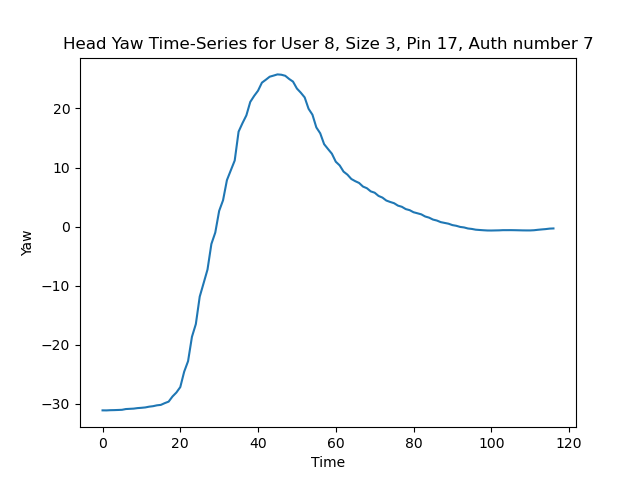 Head Yaw Time-Series for User 8, Size 3, Pin 17, Auth number 7
20
10
0
−10
−20
−30
Yaw
0 20 40 60 80 100 120
Time